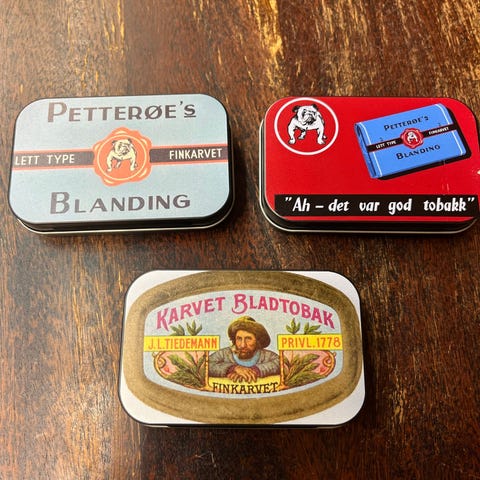 PETTERØE's
LETT TYPE FINKARVET
BLANDING
PETTERØE's
LETT TYPE FINKARVET
BLANDING
"Ah – det var god tobakk"
KARVET BLADTOBAK
J.L.TIEDEMANN PRIVL.1778
FINKARVET